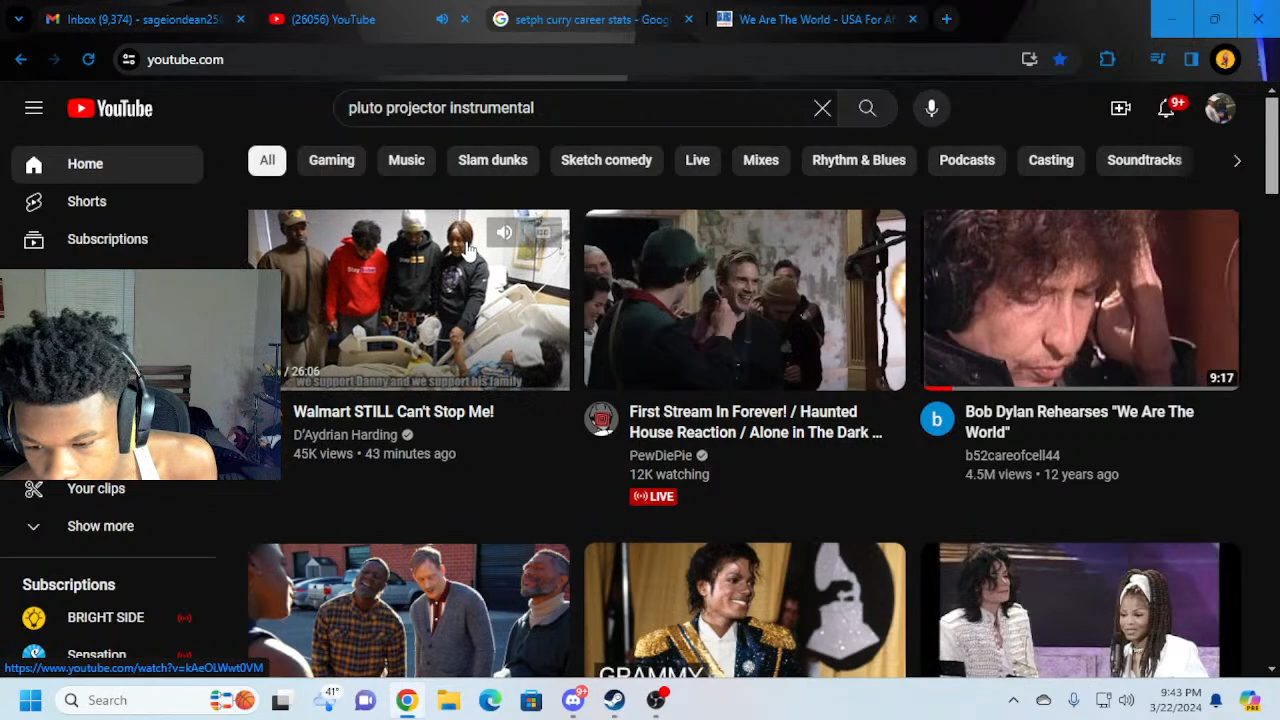 Inbox (9,374) - sageiondean25
(26056) YouTube
setph curry career stats - Goog
We Are The World - USA For Af
youtube.com
YouTube
pluto projector instrumental
9+
All
Gaming
Music
Slam dunks
Sketch comedy
Live
Mixes
Rhythm & Blues
Podcasts
Casting
Soundtracks
Home
Shorts
Subscriptions
/ 26:06
we support Danny and we support his family
9:17
Walmart STILL Can't Stop Me!
D'Aydrian Harding
45K views • 43 minutes ago
First Stream In Forever! / Haunted
House Reaction / Alone in The Dark ...
PewDiePie
12K watching
LIVE
Bob Dylan Rehearses "We Are The
World"
b52careofcell44
4.5M views • 12 years ago
Your clips
Show more
Subscriptions
BRIGHT SIDE
Sensation
GRAMMY
https://www.youtube.com/watch?v=kAeOLWwt0VM
Search
41°
9+
9:43 PM
3/22/2024
PRE